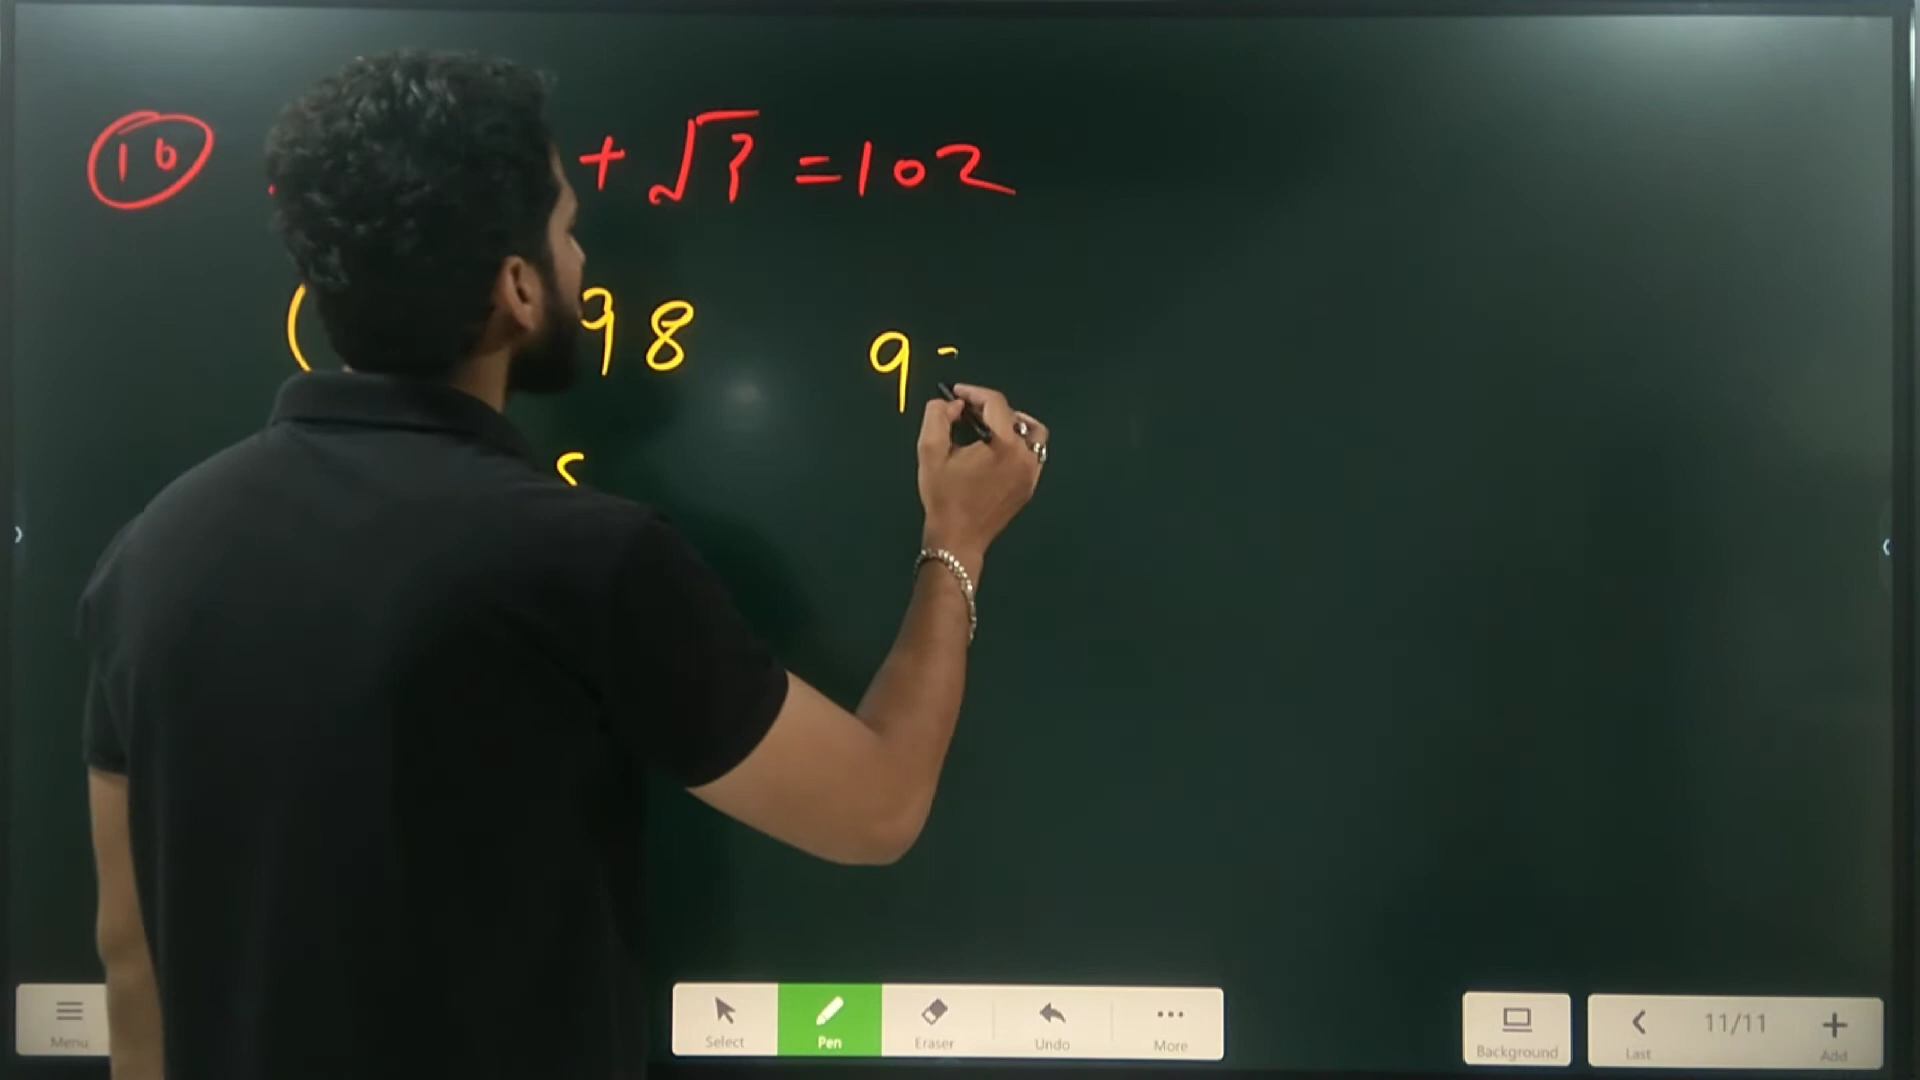 16 + √? = 102
( 98
9
Menu
Select
Pen
Eraser
Undo
More
Background
Last
11/11
Add